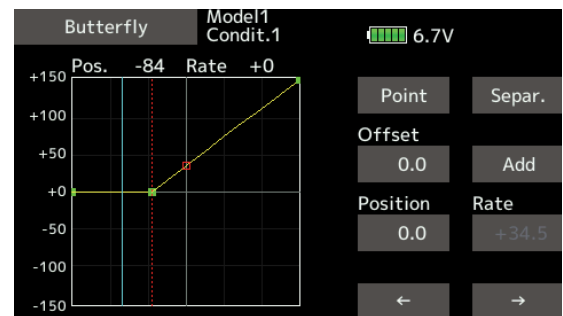 Butterfly
Model1
Condit.1
6.7V
Pos. -84 Rate +0
+150
+100
+50
+0
-50
-100
-150
Point Separ.
Offset
0.0 Add
Position Rate
0.0 +34.5
← →